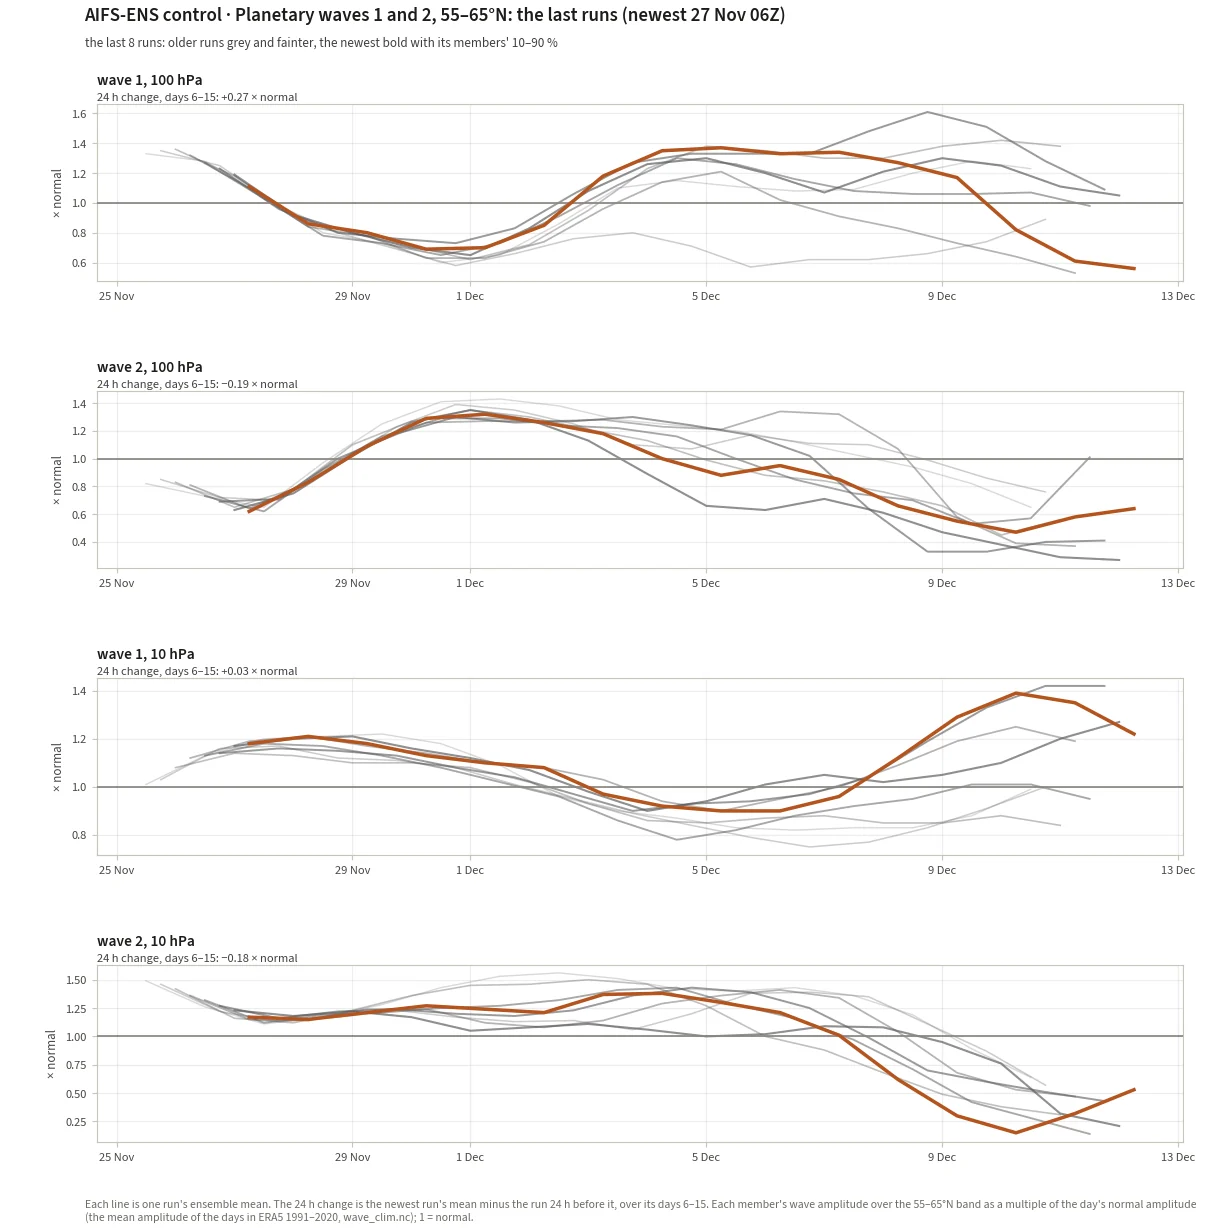 AIFS-ENS control · Planetary waves 1 and 2, 55–65°N: the last runs (newest 27 Nov 06Z)
the last 8 runs: older runs grey and fainter, the newest bold with its members' 10–90 %
wave 1, 100 hPa
24 h change, days 6–15: +0.27 × normal
1.6
1.4
1.2
1.0
0.8
0.6
× normal
25 Nov
29 Nov
1 Dec
5 Dec
9 Dec
13 Dec
wave 2, 100 hPa
24 h change, days 6–15: −0.19 × normal
1.4
1.2
1.0
0.8
0.6
0.4
× normal
25 Nov
29 Nov
1 Dec
5 Dec
9 Dec
13 Dec
wave 1, 10 hPa
24 h change, days 6–15: +0.03 × normal
1.4
1.2
1.0
0.8
× normal
25 Nov
29 Nov
1 Dec
5 Dec
9 Dec
13 Dec
wave 2, 10 hPa
24 h change, days 6–15: −0.18 × normal
1.50
1.25
1.00
0.75
0.50
0.25
× normal
25 Nov
29 Nov
1 Dec
5 Dec
9 Dec
13 Dec
Each line is one run's ensemble mean. The 24 h change is the newest run's mean minus the run 24 h before it, over its days 6–15. Each member's wave amplitude over the 55–65°N band as a multiple of the day's normal amplitude
(the mean amplitude of the days in ERA5 1991–2020, wave_clim.nc); 1 = normal.